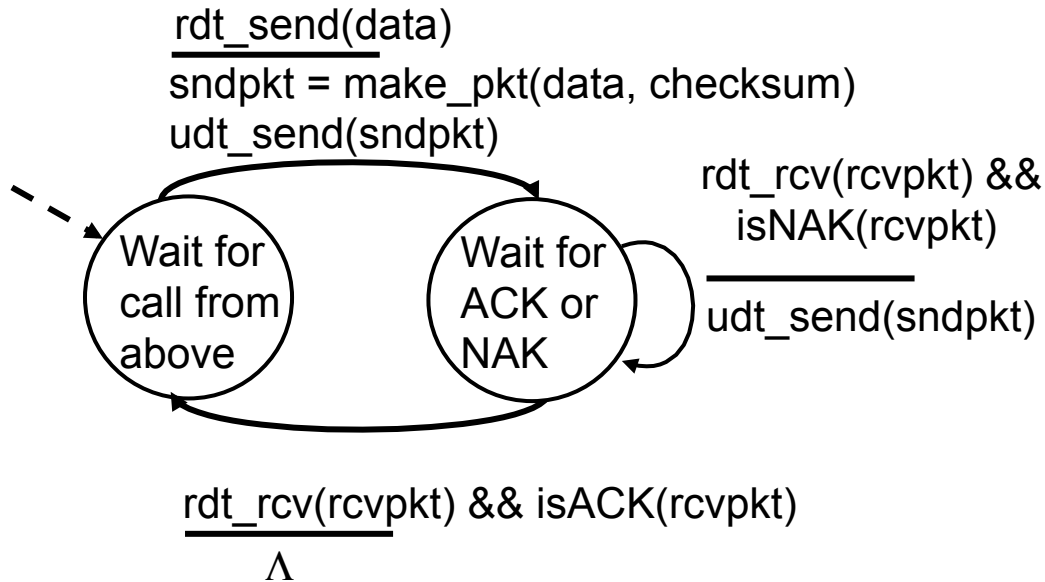 rdt_send(data)
sndpkt = make_pkt(data, checksum)
udt_send(sndpkt)
rdt_rcv(rcvpkt) &&
isNAK(rcvpkt)
udt_send(sndpkt)
Wait for
call from
above
Wait for
ACK or
NAK
rdt_rcv(rcvpkt) && isACK(rcvpkt)
Λ